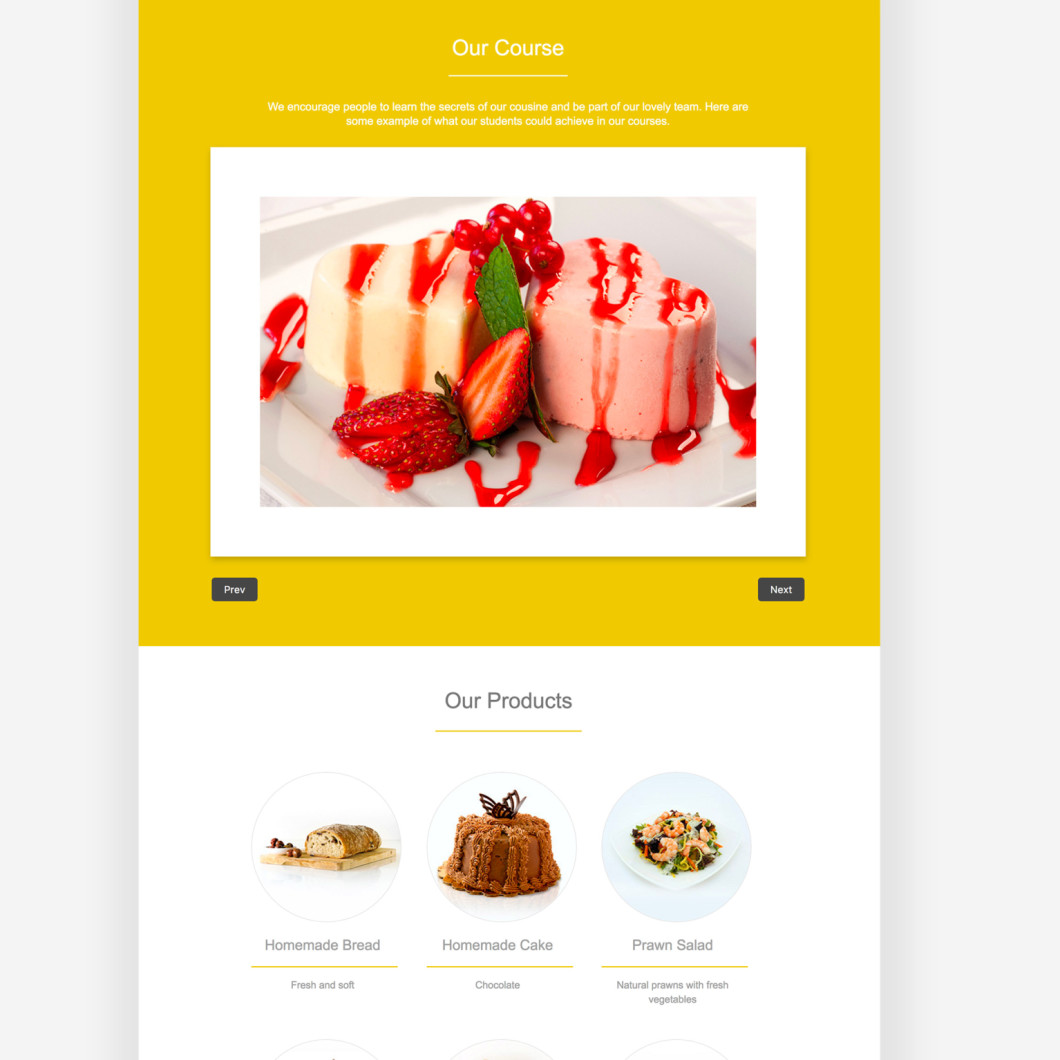 Our Course
We encourage people to learn the secrets of our cousine and be part of our lovely team. Here are
some example of what our students could achieve in our courses.
Prev
Next
Our Products
Homemade Bread
Homemade Cake
Prawn Salad
Fresh and soft
Chocolate
Natural prawns with fresh
vegetables